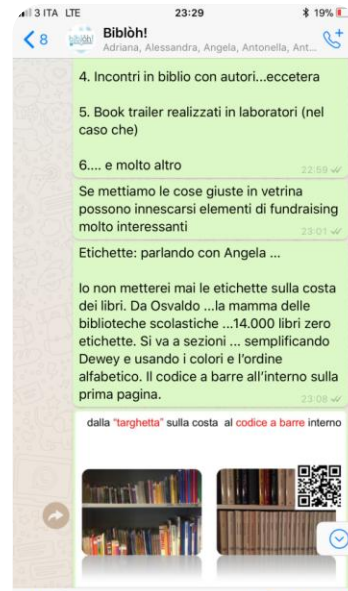 3 ITA LTE 23:29 19%
8
biblòh!
Biblòh!
Adriana, Alessandra, Angela, Antonella, Ant...
4. Incontri in biblio con autori...eccetera
5. Book trailer realizzati in laboratori (nel
caso che)
6.... e molto altro
22:59
Se mettiamo le cose giuste in vetrina
possono innescarsi elementi di fundraising
molto interessanti
23:01
Etichette: parlando con Angela ...
Io non metterei mai le etichette sulla costa
dei libri. Da Osvaldo ...la mamma delle
biblioteche scolastiche ...14.000 libri zero
etichette. Si va a sezioni ... semplificando
Dewey e usando i colori e l'ordine
alfabetico. Il codice a barre all'interno sulla
prima pagina.
23:08
dalla "targhetta" sulla costa al codice a barre interno